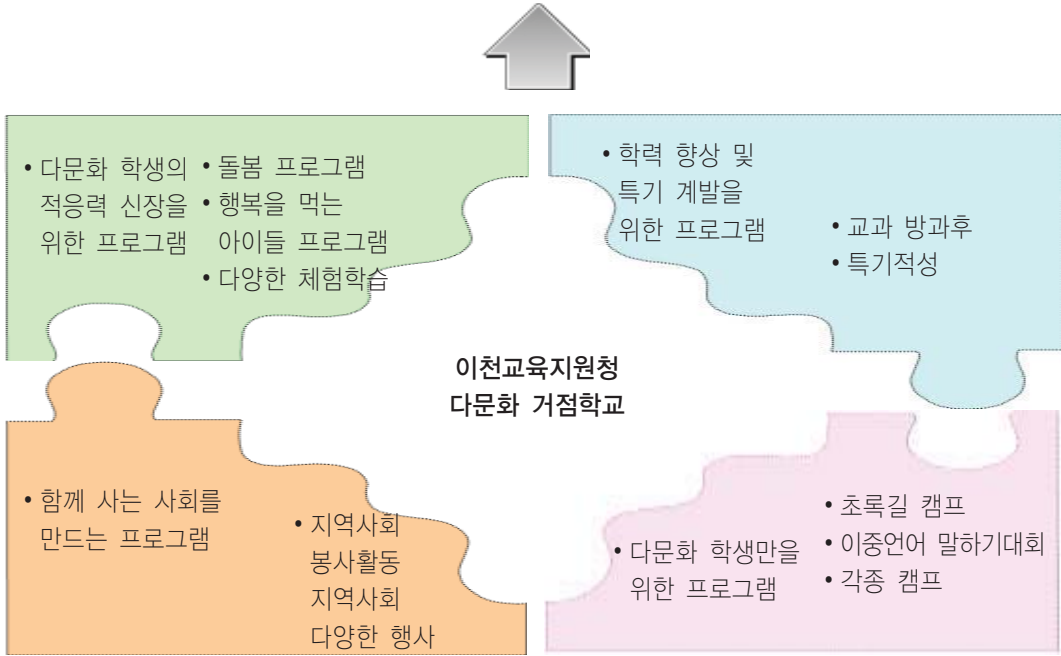 • 다문화 학생의
적응력 신장을
위한 프로그램
• 돌봄 프로그램
• 행복을 먹는
아이들 프로그램
• 다양한 체험학습
• 학력 향상 및
특기 계발을
위한 프로그램
• 교과 방과후
• 특기적성
이천교육지원청
다문화 거점학교
• 함께 사는 사회를
만드는 프로그램
• 지역사회
봉사활동
지역사회
다양한 행사
• 다문화 학생만을
위한 프로그램
• 초록길 캠프
• 이중언어 말하기대회
• 각종 캠프